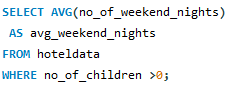 SELECT AVG(no_of_weekend_nights)
AS avg_weekend_nights
FROM hoteldata
WHERE no_of_children >0;